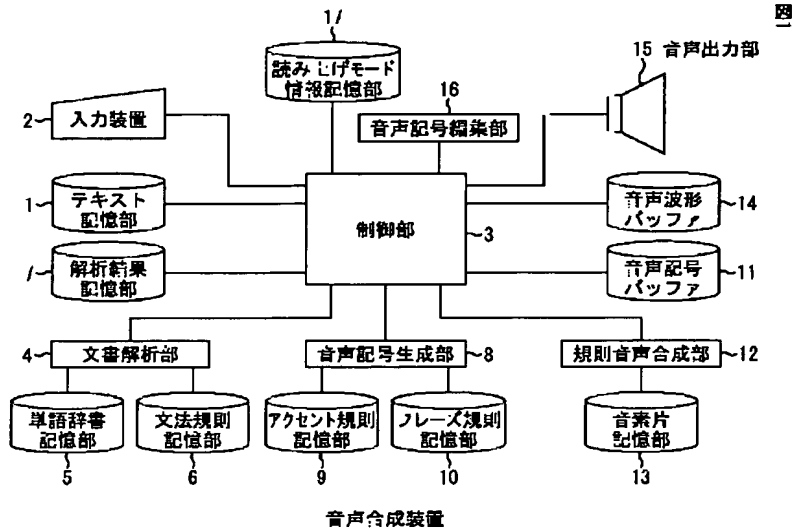 図1
17
読み上げモード
情報記憶部
15 音声出力部
16
音声記号編集部
2
入力装置
1
テキスト
記憶部
制御部
3
音声波形
バッファ
14
7
解析結果
記憶部
音声記号
バッファ
11
4
文書解析部
音声記号生成部
8
規則音声合成部
12
単語辞書
記憶部
文法規則
記憶部
アクセント規則
記憶部
フレーズ規則
記憶部
音素片
記憶部
5
6
9
10
13
音声合成装置